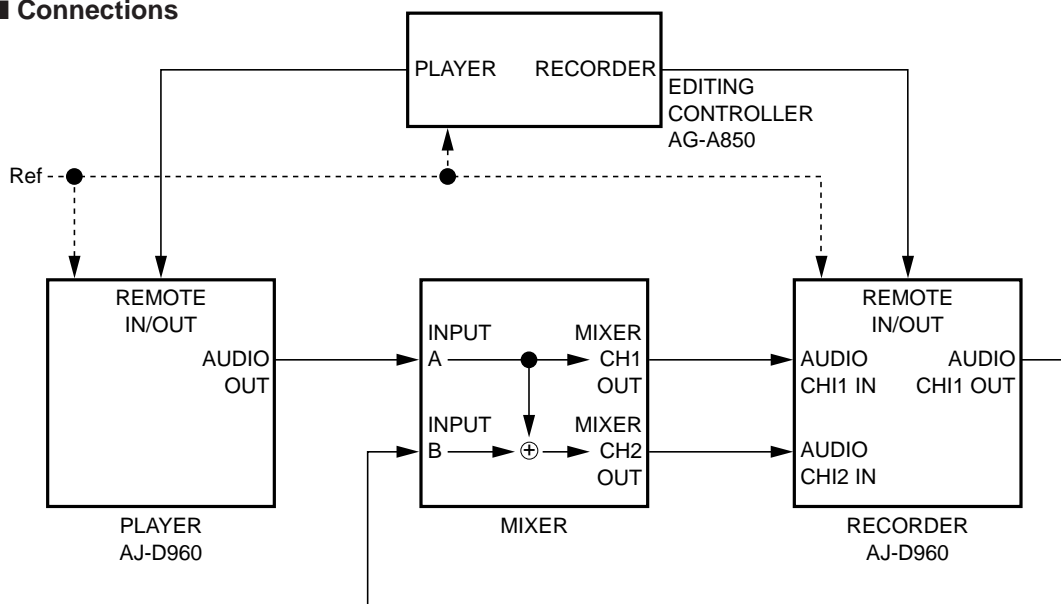 ■ Connections
PLAYER RECORDER
EDITING
CONTROLLER
AG-A850
Ref
REMOTE
IN/OUT
AUDIO
OUT
PLAYER
AJ-D960
INPUT
A
INPUT
B
MIXER
CH1
OUT
MIXER
CH2
OUT
MIXER
REMOTE
IN/OUT
AUDIO
CHI1 IN
AUDIO
CHI1 OUT
AUDIO
CHI2 IN
RECORDER
AJ-D960